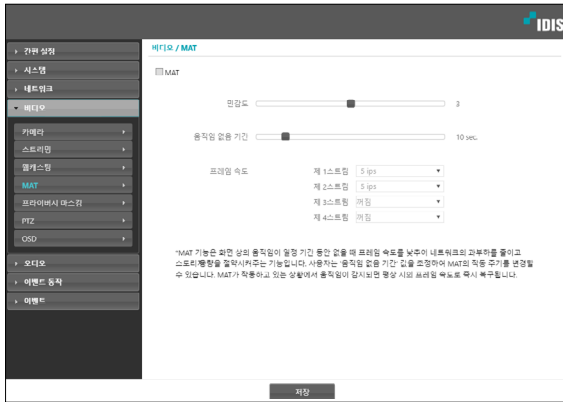 IDIS
간편 설정
시스템
네트워크
비디오
카메라
스트리밍
웹캐스팅
MAT
프라이버시 마스킹
PTZ
OSD
오디오
이벤트 동작
이벤트
비디오 / MAT
MAT
민감도 3
움직임 없음 기간 10 sec.
프레임 속도 제 1스트림 5 ips
제 2스트림 5 ips
제 3스트림 꺼짐
제 4스트림 꺼짐
*MAT 기능은 화면 상의 움직임이 일정 기간 동안 없을 때 프레임 속도를 낮추어 네트워크의 과부하를 줄이고
스토리지 용량을 절약시켜주는 기능입니다. 사용자는 '움직임 없음 기간' 값을 조정하여 MAT의 작동 주기를 변경할
수 있습니다. MAT가 작동하고 있는 상황에서 움직임이 감지되면 평상 시의 프레임 속도로 즉시 복구됩니다.
저장